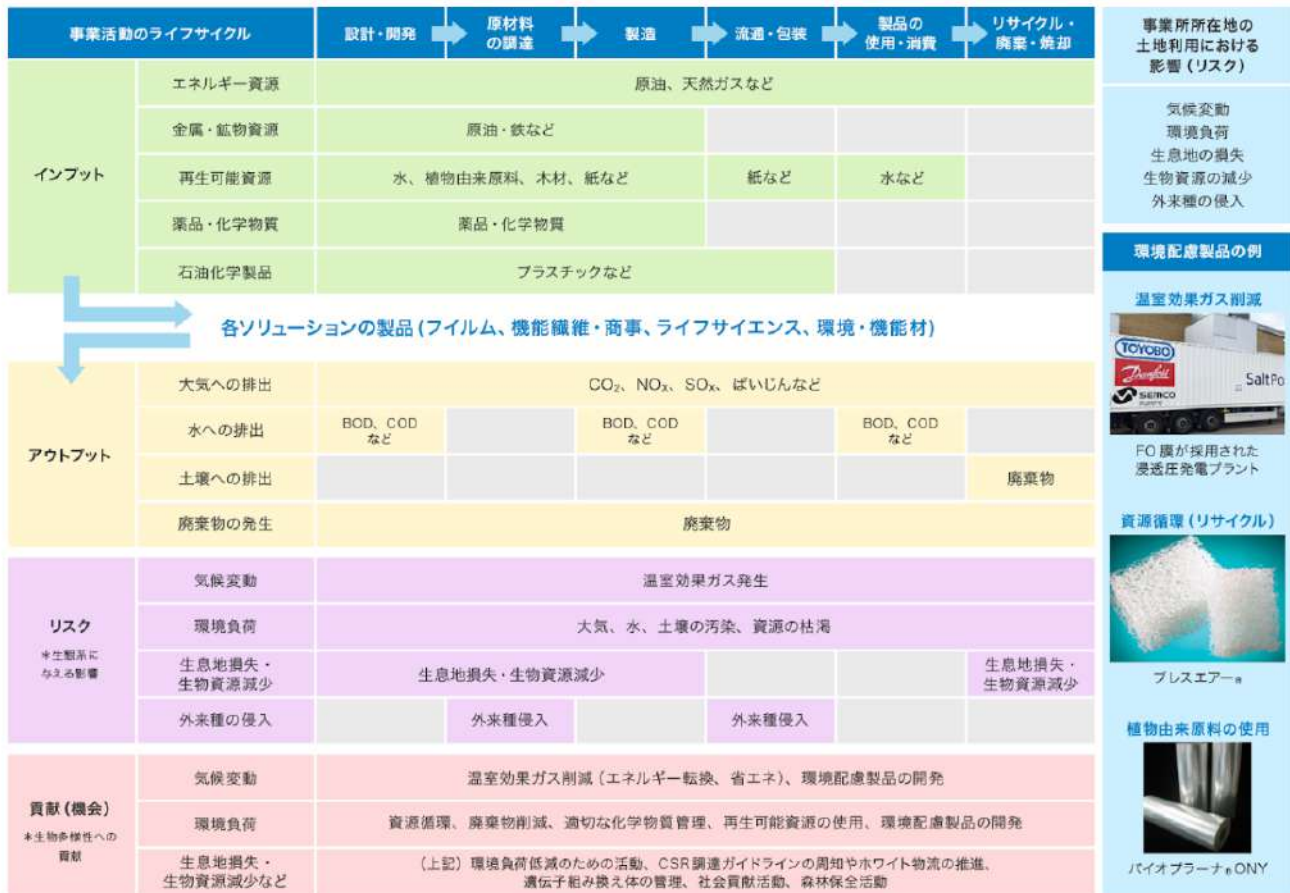 事業活動のライフサイクル
設計・開発
原材料
の調達
製造
流通・包装
製品の
使用・消費
リサイクル・
廃棄・焼却
インプット
エネルギー資源
原油、天然ガスなど
金属・鉱物資源
原油・鉄など
再生可能資源
水、植物由来原料、木材、紙など
紙など
水など
薬品・化学物質
薬品・化学物質
石油化学製品
プラスチックなど
各ソリューションの製品(フイルム、機能繊維・商事、ライフサイエンス、環境・機能材)
アウトプット
大気への排出
CO₂、NOx、SOx、ばいじんなど
水への排出
BOD、COD
など
BOD、COD
など
BOD、COD
など
土壌への排出
廃棄物
廃棄物の発生
廃棄物
リスク
*生態系に
与える影響
気候変動
温室効果ガス発生
環境負荷
大気、水、土壌の汚染、資源の枯渇
生息地損失・
生物資源減少
生息地損失・生物資源減少
生息地損失・
生物資源減少
外来種の侵入
外来種侵入
外来種侵入
貢献(機会)
*生物多様性への
貢献
気候変動
温室効果ガス削減(エネルギー転換、省エネ)、環境配慮製品の開発
環境負荷
資源循環、廃棄物削減、適切な化学物質管理、再生可能資源の使用、環境配慮製品の開発
生息地損失・
生物資源減少など
(上記)環境負荷低減のための活動、CSR調達ガイドラインの周知やホワイト物流の推進、
遺伝子組み換え体の管理、社会貢献活動、森林保全活動
事業所所在地の
土地利用における
影響(リスク)
気候変動
環境負荷
生息地の損失
生物資源の減少
外来種の侵入
環境配慮製品の例
温室効果ガス削減
TOYOBO
Danfoss
SEMCO
SaltPo
FO膜が採用された
浸透圧発電プラント
資源循環(リサイクル)
ブレスエアー®
植物由来原料の使用
バイオプラーナ®ONY